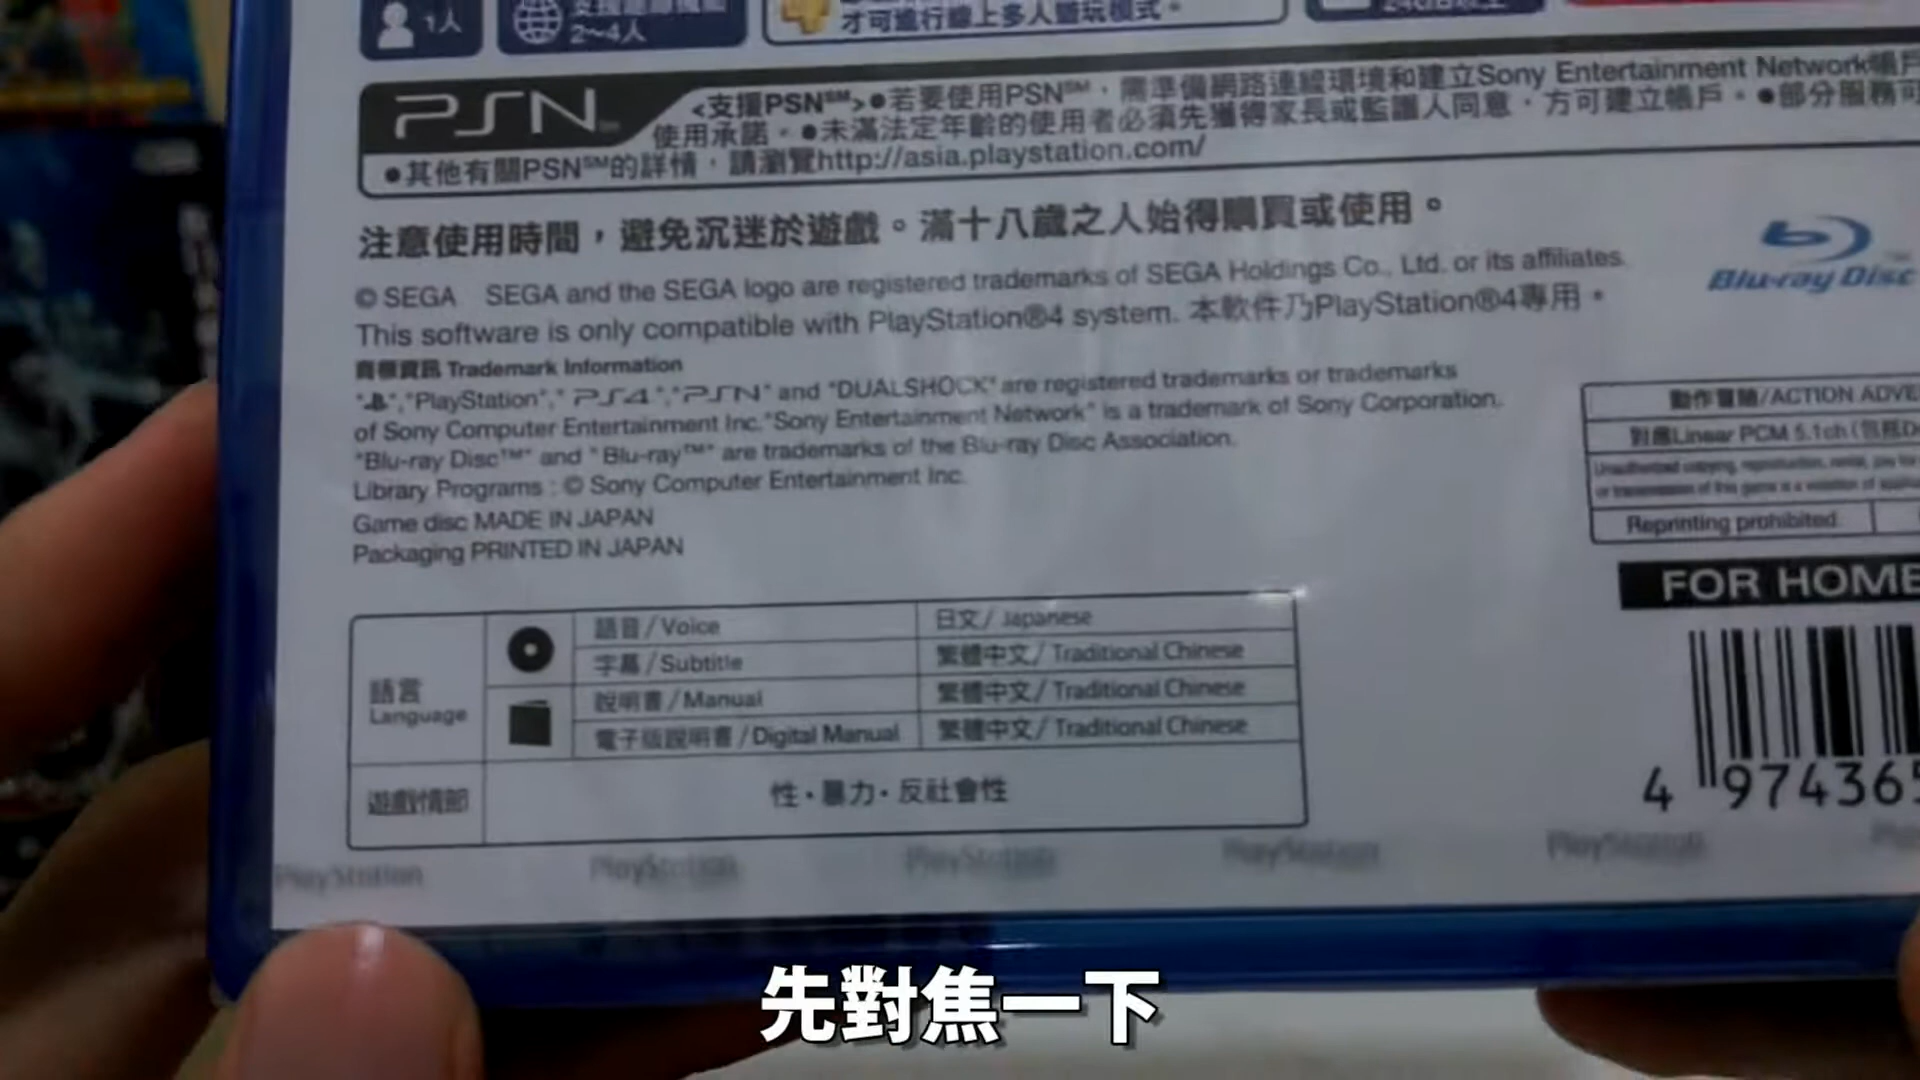 1人
2～4人
才可進行線上多人遊玩模式。
PSN
<支援PSN℠>●若要使用PSN℠，需準備網路連線環境和建立Sony Entertainment Network帳戶
使用承諾。●未滿法定年齡的使用者必須先獲得家長或監護人同意，方可建立帳戶。●部分服務可
●其他有關PSN℠的詳情，請瀏覽http://asia.playstation.com/
注意使用時間，避免沉迷於遊戲。滿十八歲之人始得購買或使用。
© SEGA SEGA and the SEGA logo are registered trademarks of SEGA Holdings Co., Ltd. or its affiliates.
This software is only compatible with PlayStation®4 system. 本軟件乃PlayStation®4專用。
Blu-ray Disc™
商標資訊 Trademark Information
"PlayStation", "PS4", "PSN" and "DUALSHOCK" are registered trademarks or trademarks
of Sony Computer Entertainment Inc. "Sony Entertainment Network" is a trademark of Sony Corporation.
"Blu-ray Disc™" and "Blu-ray™" are trademarks of the Blu-ray Disc Association.
Library Programs : © Sony Computer Entertainment Inc.
Game disc MADE IN JAPAN
Packaging PRINTED IN JAPAN
動作冒險/ACTION ADVE
對應Linear PCM 5.1ch
Reprinting prohibited
FOR HOME
語言
Language
語音/Voice 日文/Japanese
字幕/Subtitle 繁體中文/Traditional Chinese
說明書/Manual 繁體中文/Traditional Chinese
電子版說明書/Digital Manual 繁體中文/Traditional Chinese
遊戲情節 性・暴力・反社會性
4 974365
PlayStation PlayStation PlayStation PlayStation PlayStation
先對焦一下